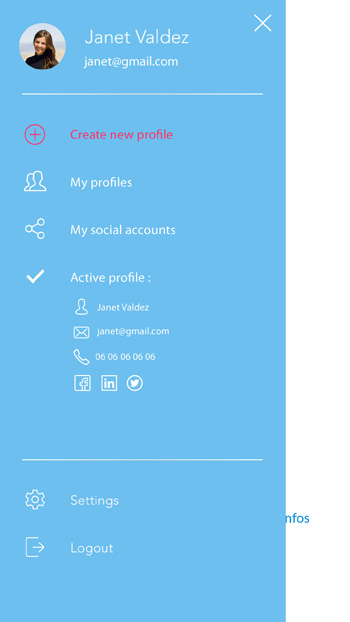 Janet Valdez
janet@gmail.com
Create new profile
My profiles
My social accounts
Active profile :
Janet Valdez
janet@gmail.com
06 06 06 06 06
f in
Settings
nfos
Logout